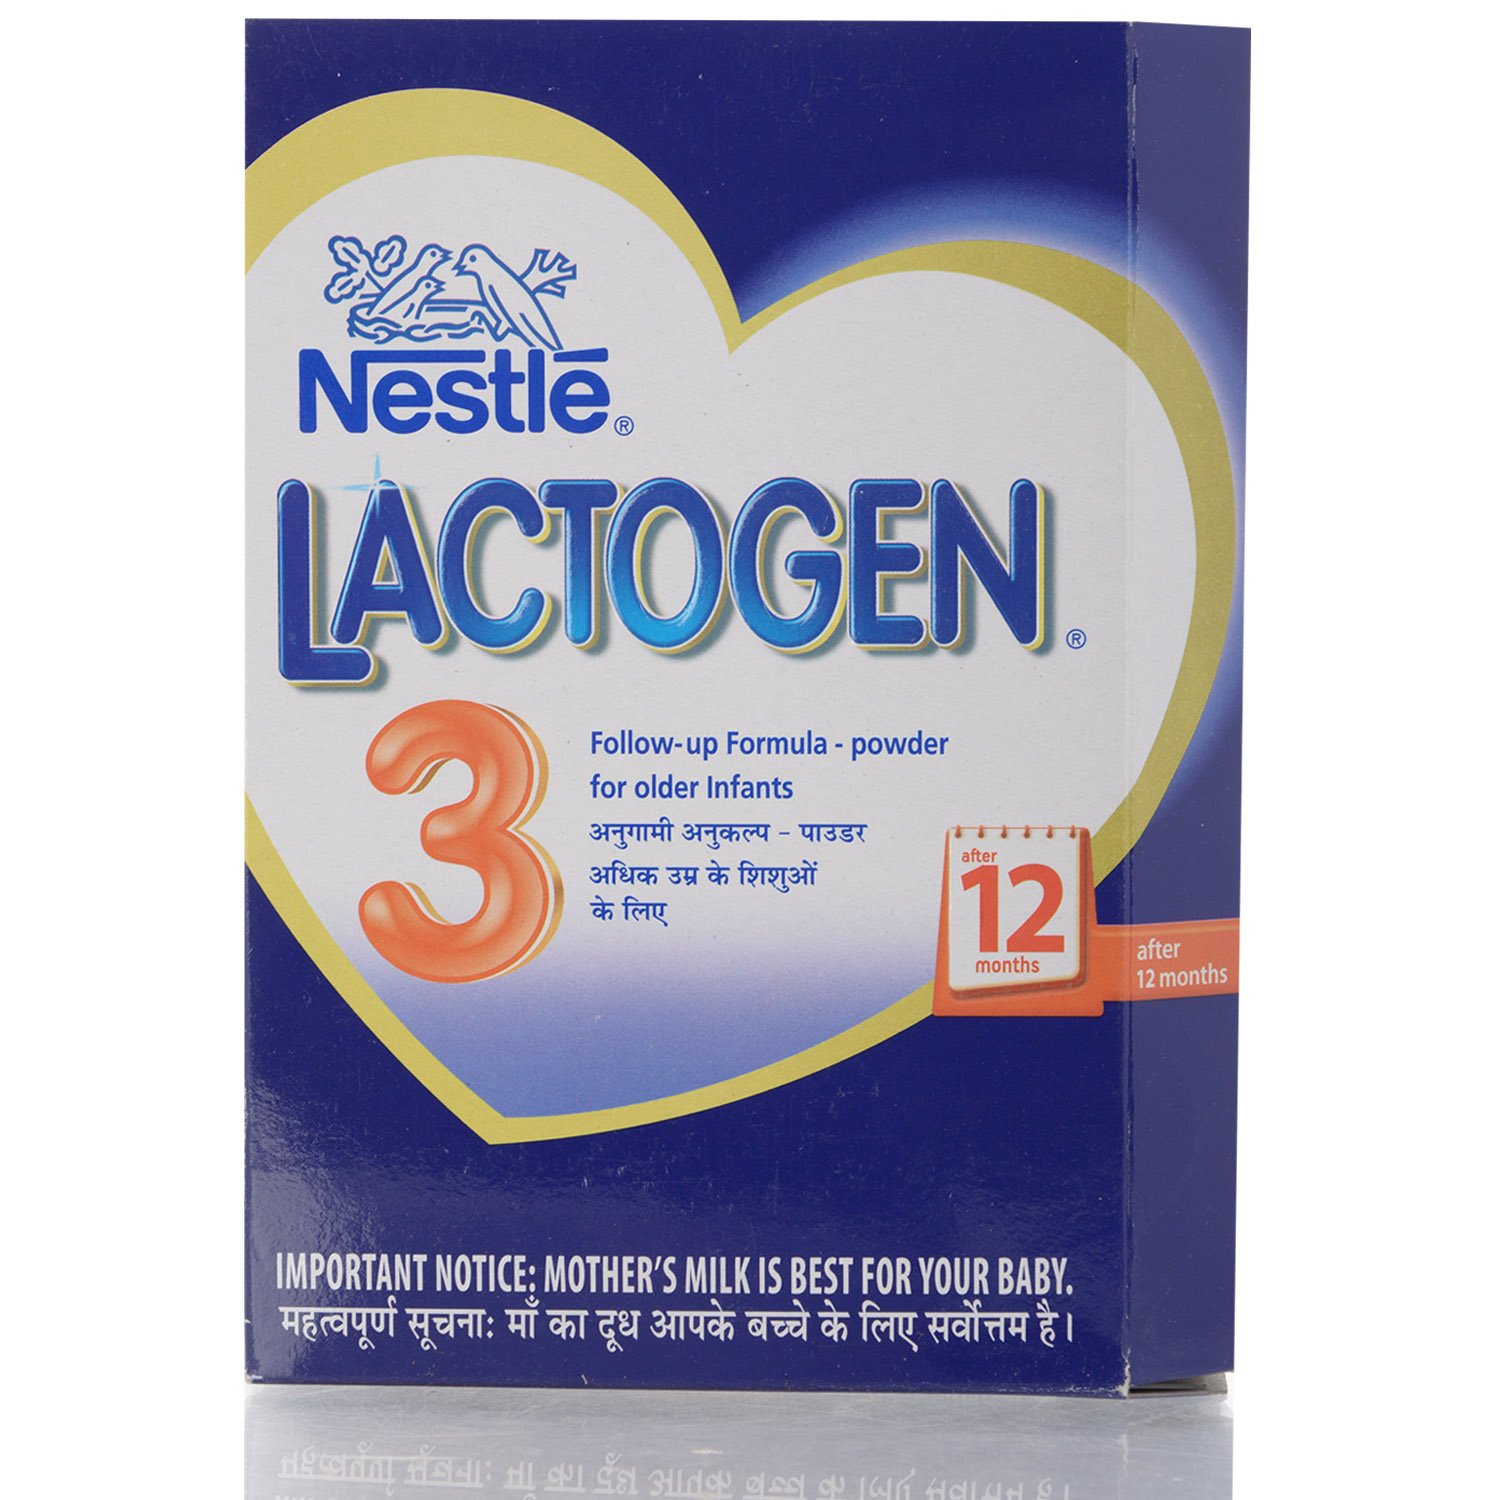 Nestlé®
LACTOGEN®
3
Follow-up Formula - powder
for older Infants
अनुगामी अनुकल्प - पाउडर
अधिक उम्र के शिशुओं
के लिए
after
12
months
after
12 months
IMPORTANT NOTICE: MOTHER'S MILK IS BEST FOR YOUR BABY.
महत्वपूर्ण सूचनाः माँ का दूध आपके बच्चे के लिए सर्वोत्तम है।